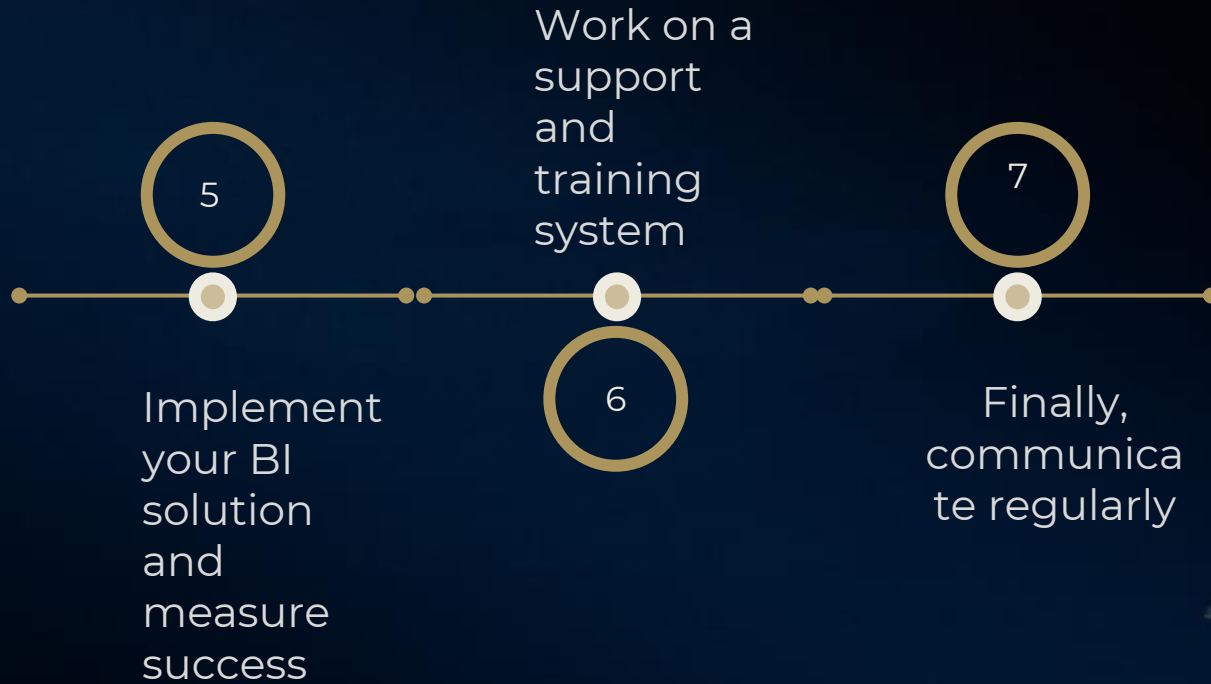 5
Implement
your BI
solution
and
measure
success
Work on a
support
and
training
system
6
7
Finally,
communica
te regularly